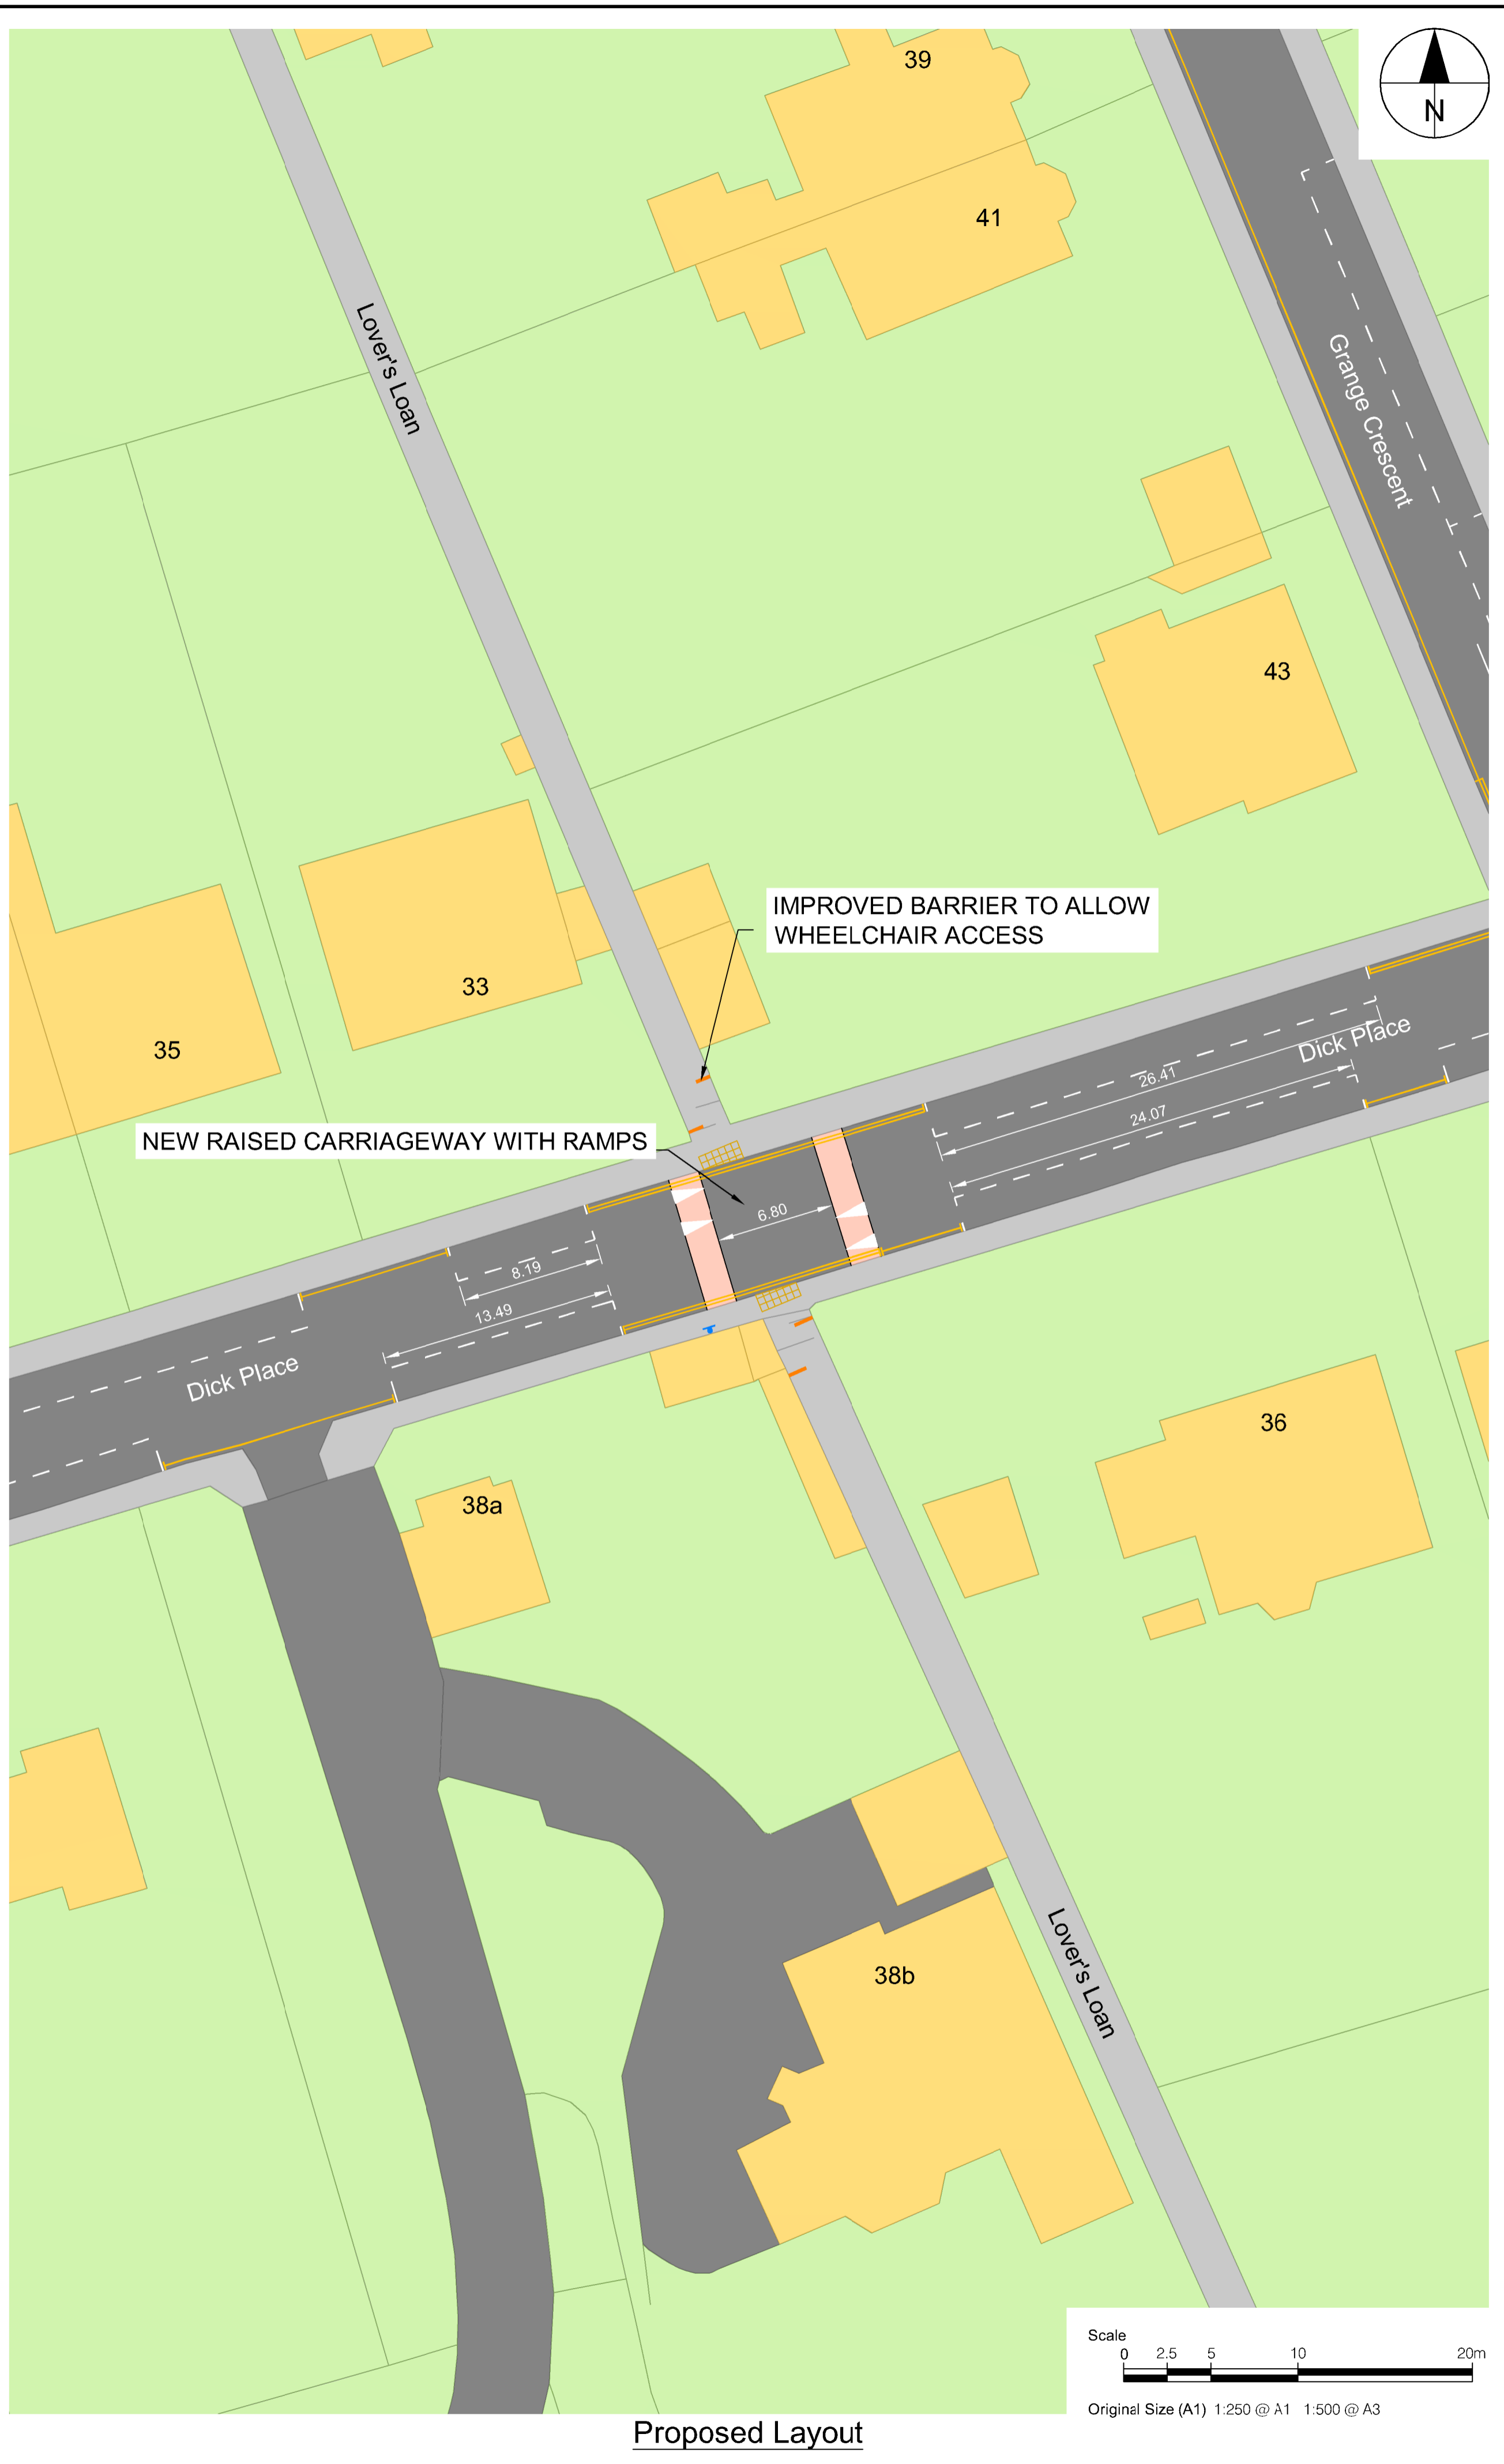 39
N
41
Lover's Loan
Grange Crescent
43
IMPROVED BARRIER TO ALLOW
WHEELCHAIR ACCESS
33
35
Dick Place
26.41
24.07
NEW RAISED CARRIAGEWAY WITH RAMPS
6.80
8.19
13.49
Dick Place
36
38a
38b
Lover's Loan
Scale
0 2.5 5 10 20m
Original Size (A1) 1:250 @ A1 1:500 @ A3
Proposed Layout